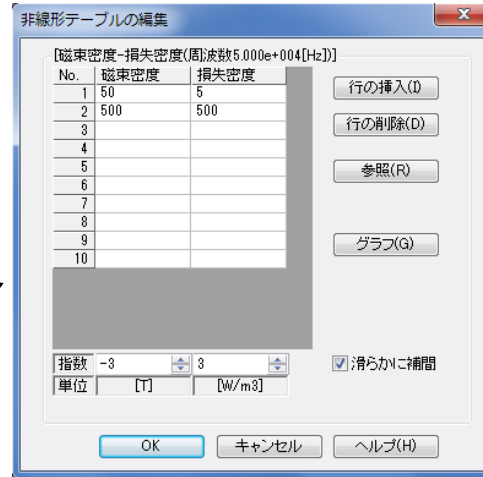 非線形テーブルの編集
[磁束密度-損失密度(周波数5.000e+004[Hz])]
No. 磁束密度 損失密度
1 50 5
2 500 500
3
4
5
6
7
8
9
10
行の挿入(I)
行の削除(D)
参照(R)
グラフ(G)
指数 -3 3
滑らかに補間
単位 [T] [W/m3]
OK キャンセル ヘルプ(H)